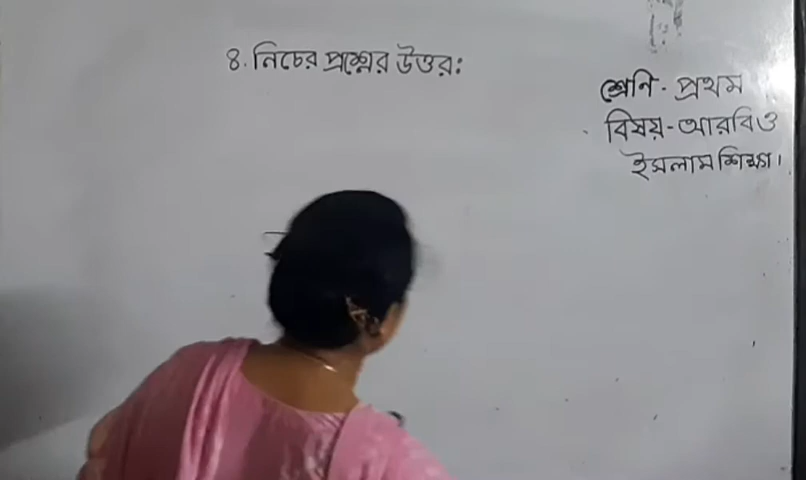 ৪. নিচের প্রশ্নের উত্তর:
শ্রেণি - প্রথম
বিষয় - আরবি ও
ইসলাম শিক্ষা।